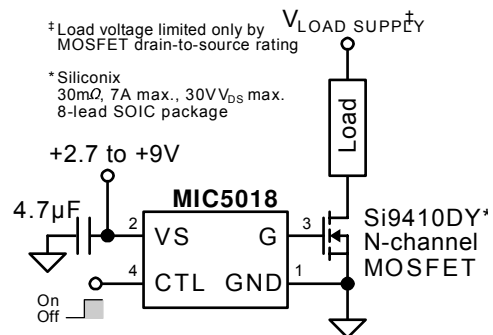 ‡Load voltage limited only by
MOSFET drain-to-source rating
*Siliconix
30mΩ, 7A max., 30V VDS max.
8-lead SOIC package
VLOAD SUPPLY‡
Load
+2.7 to +9V
4.7µF
MIC5018
2
VS
G
3
4
CTL
GND
1
Si9410DY*
N-channel
MOSFET
On
Off